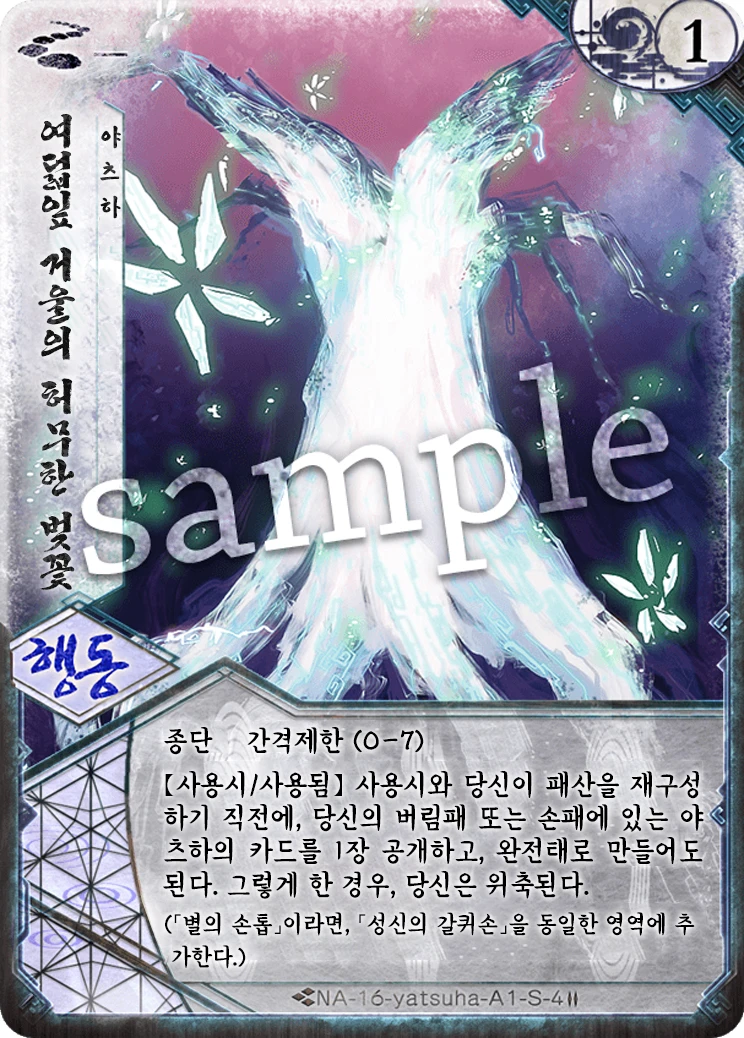 1
여덟잎 거울의 허무한 벚꽃
야츠하
sample
행동
종단 간격제한 (0-7)
【사용시/사용됨】 사용시와 당신이 패산을 재구성
하기 직전에, 당신의 버림패 또는 손패에 있는 야
츠하의 카드를 1장 공개하고, 완전태로 만들어도
된다. 그렇게 한 경우, 당신은 위축된다.
(「별의 손톱」이라면, 「성신의 갈퀴손」을 동일한 영역에 추
가한다.)
NA-16-yatsuha-A1-S-4